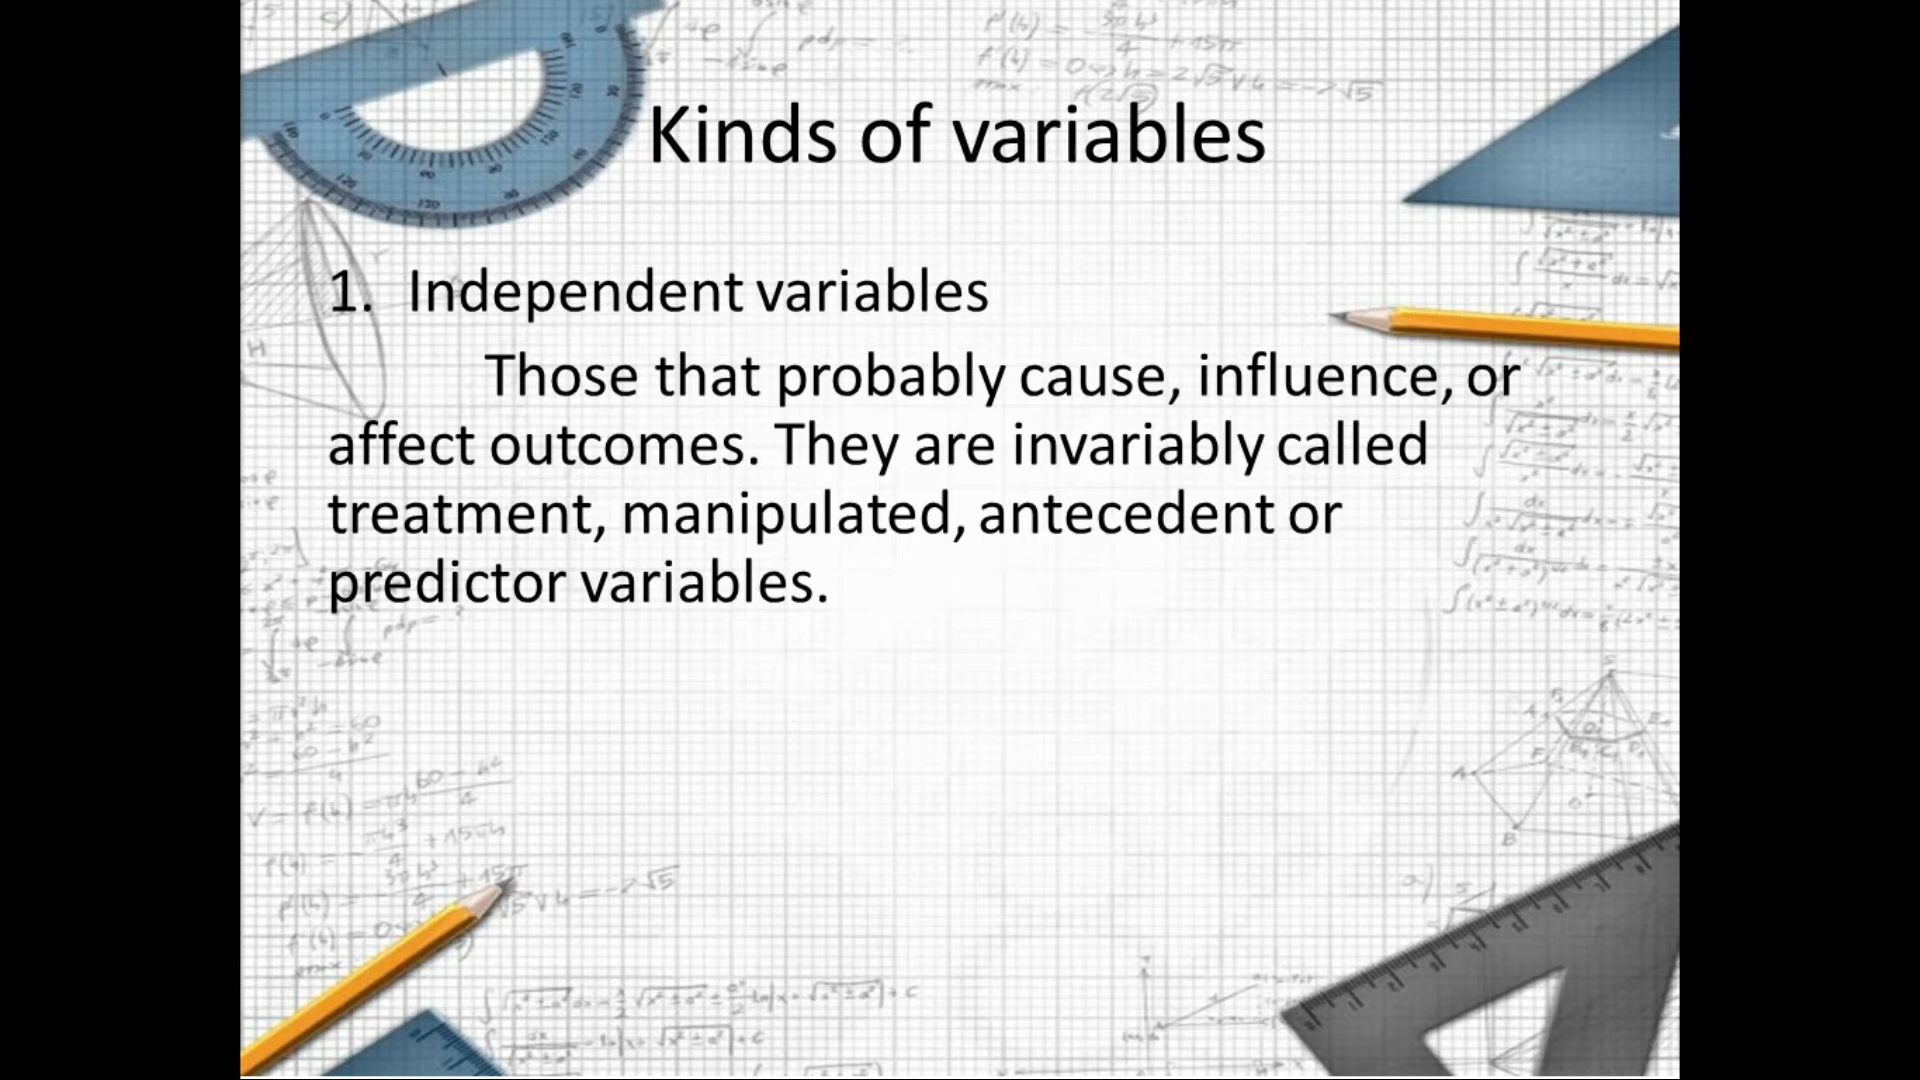 Kinds of variables
1. Independent variables
Those that probably cause, influence, or
affect outcomes. They are invariably called
treatment, manipulated, antecedent or
predictor variables.